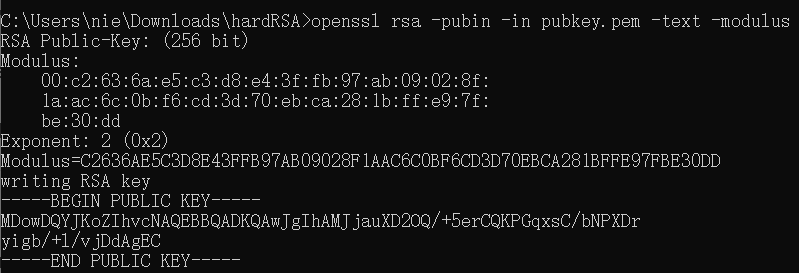 C:\Users\nie\Downloads\hardRSA>openssl rsa -pubin -in pubkey.pem -text -modulus
RSA Public-Key: (256 bit)
Modulus:
    00:c2:63:6a:e5:c3:d8:e4:3f:fb:97:ab:09:02:8f:
    1a:ac:6c:0b:f6:cd:3d:70:eb:ca:28:1b:ff:e9:7f:
    be:30:dd
Exponent: 2 (0x2)
Modulus=C2636AE5C3D8E43FFB97AB09028F1AAC6C0BF6CD3D70EBCA281BFFE97FBE30DD
writing RSA key
-----BEGIN PUBLIC KEY-----
MDowDQYJKoZIhvcNAQEBBQADKQAwJgIhAMJjauXD2OQ/+5erCQKPGqxsC/bNPXDr
yigb/+l/vjDdAgEC
-----END PUBLIC KEY-----